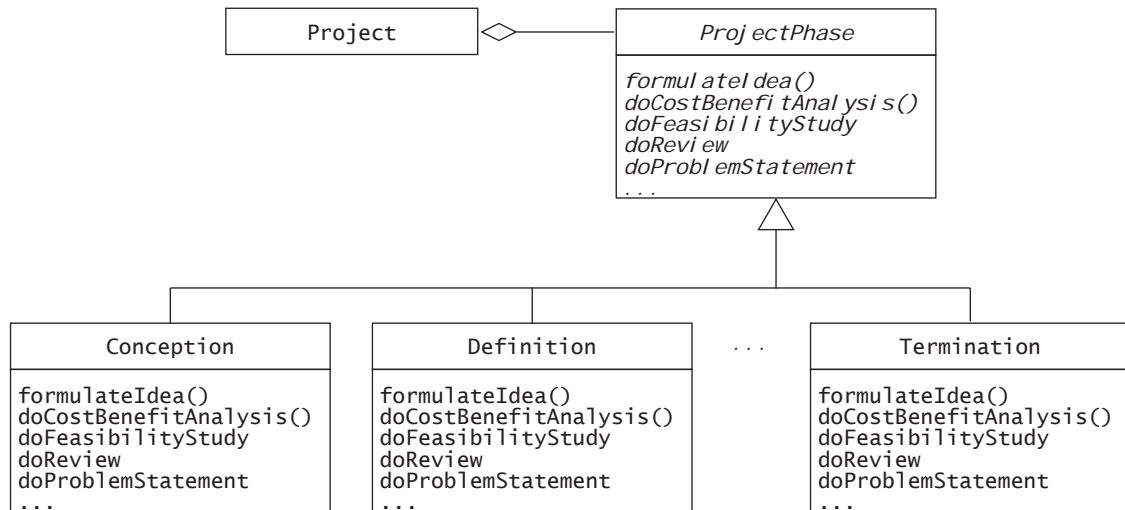 Project
ProjectPhase
formulateIdea()
doCostBenefitAnalysis()
doFeasibilityStudy
doReview
doProblemStatement
...
Conception
formulateIdea()
doCostBenefitAnalysis()
doFeasibilityStudy
doReview
doProblemStatement
...
Definition
formulateIdea()
doCostBenefitAnalysis()
doFeasibilityStudy
doReview
doProblemStatement
...
...
Termination
formulateIdea()
doCostBenefitAnalysis()
doFeasibilityStudy
doReview
doProblemStatement
...